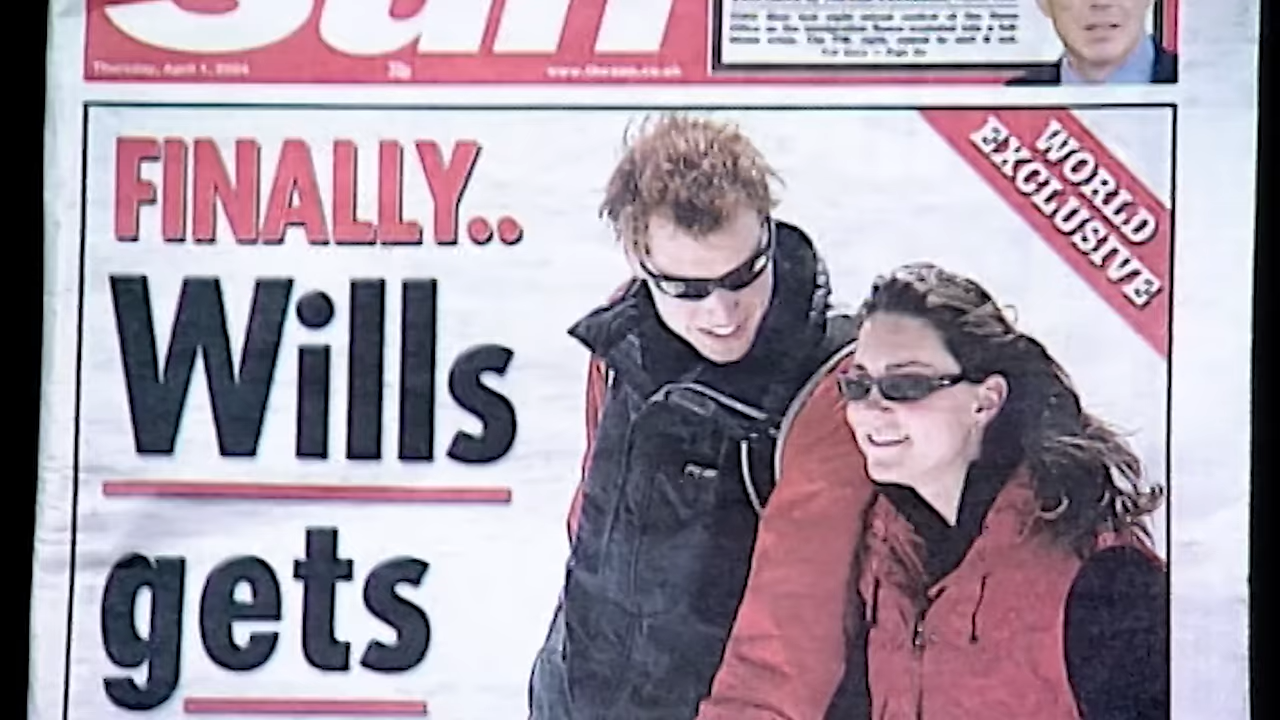 Sun
Thursday, April 1, 2004
www.thesun.co.uk
FINALLY..
Wills
gets
WORLD
EXCLUSIVE